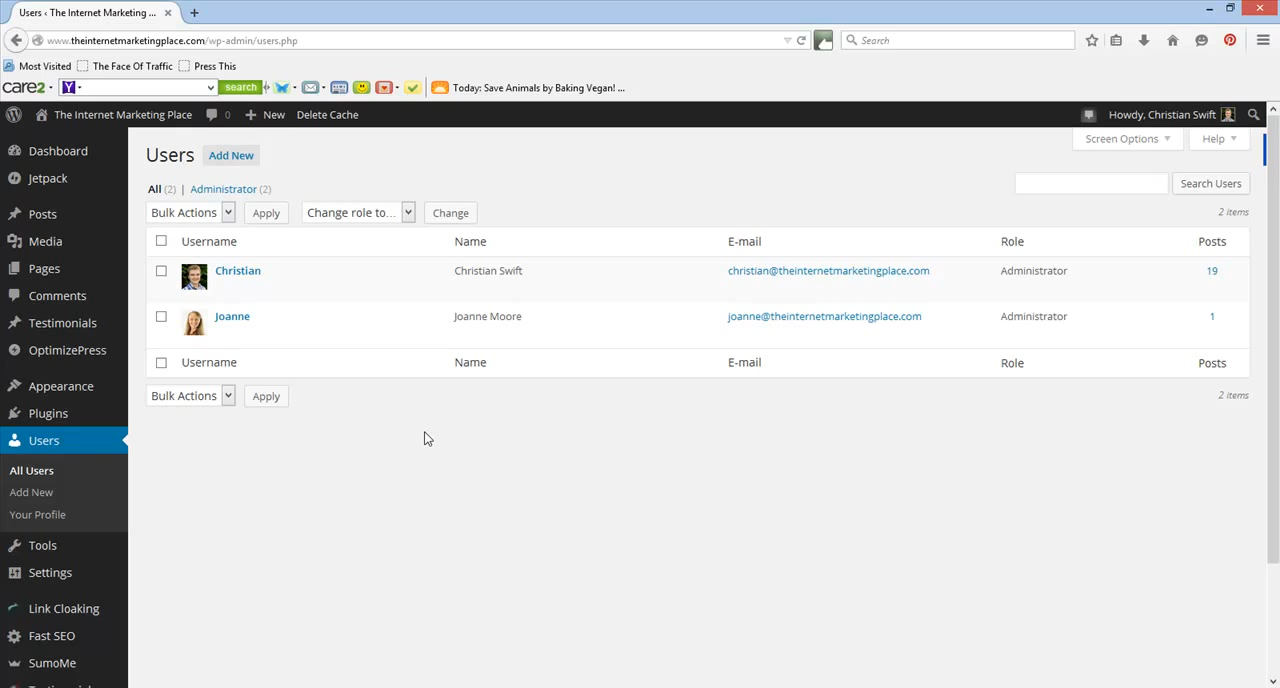 Users ‹ The Internet Marketing ...
www.theinternetmarketingplace.com/wp-admin/users.php
Search
Most Visited
The Face Of Traffic
Press This
care2
search
Today: Save Animals by Baking Vegan! ...
The Internet Marketing Place
0
New
Delete Cache
Howdy, Christian Swift
Dashboard
Jetpack
Posts
Media
Pages
Comments
Testimonials
OptimizePress
Appearance
Plugins
Users
All Users
Add New
Your Profile
Tools
Settings
Link Cloaking
Fast SEO
SumoMe
Screen Options
Help
Users
Add New
All (2) | Administrator (2)
Search Users
Bulk Actions
Apply
Change role to...
Change
2 items
Username Name E-mail Role Posts
Christian Christian Swift christian@theinternetmarketingplace.com Administrator 19
Joanne Joanne Moore joanne@theinternetmarketingplace.com Administrator 1
Username Name E-mail Role Posts
Bulk Actions
Apply
2 items